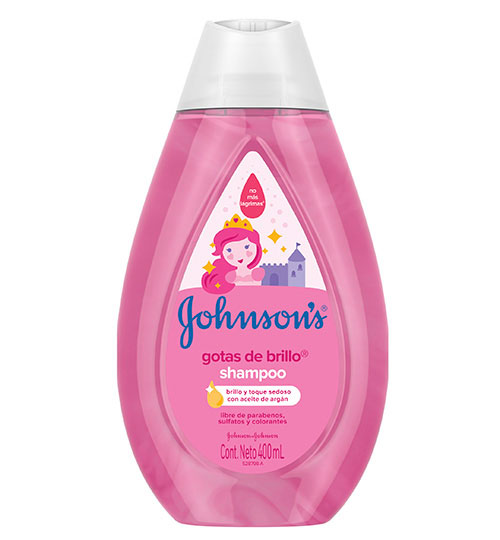 no
más
lágrimas®
Johnson's®
gotas de brillo®
shampoo
brillo y toque sedoso
con aceite de argán
libre de parabenos,
sulfatos y colorantes
Johnson & Johnson
Cont. Neto 400 mL